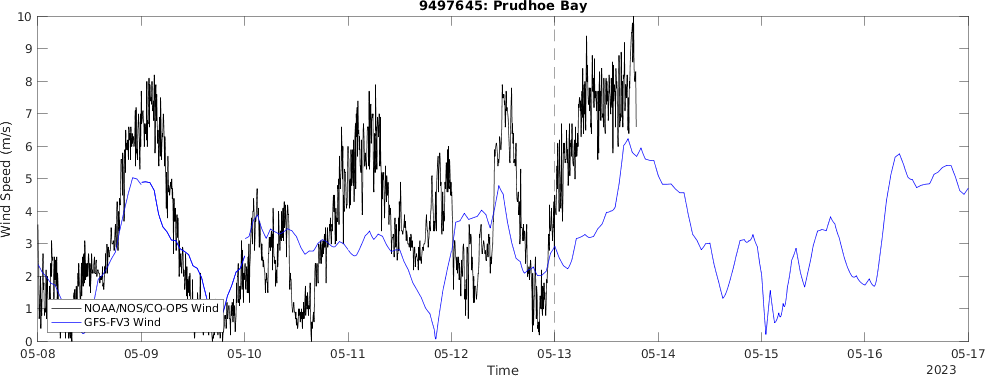 9497645: Prudhoe Bay
10
9
8
7
6
5
4
3
2
1
0
Wind Speed (m/s)
NOAA/NOS/CO-OPS Wind
GFS-FV3 Wind
05-08 05-09 05-10 05-11 05-12 05-13 05-14 05-15 05-16 05-17
Time
2023